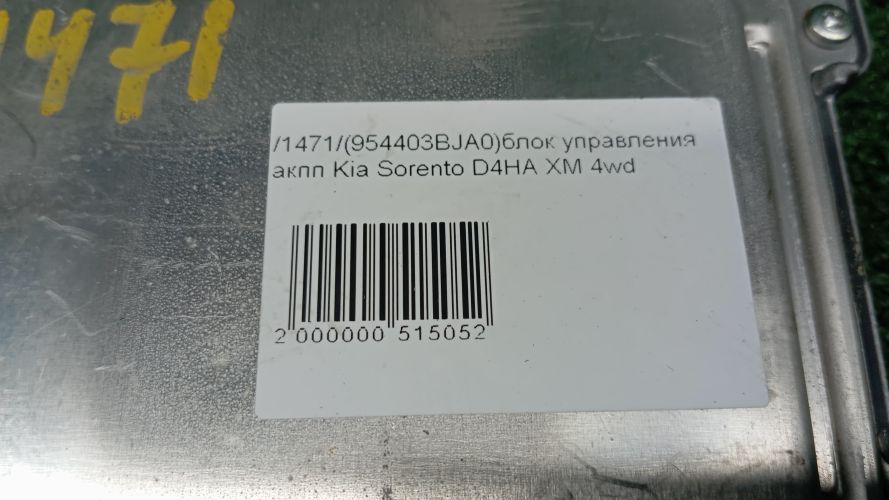 1471
/1471/(954403BJA0)блок управления
акпп Kia Sorento D4HA XM 4wd
2 000000 515052